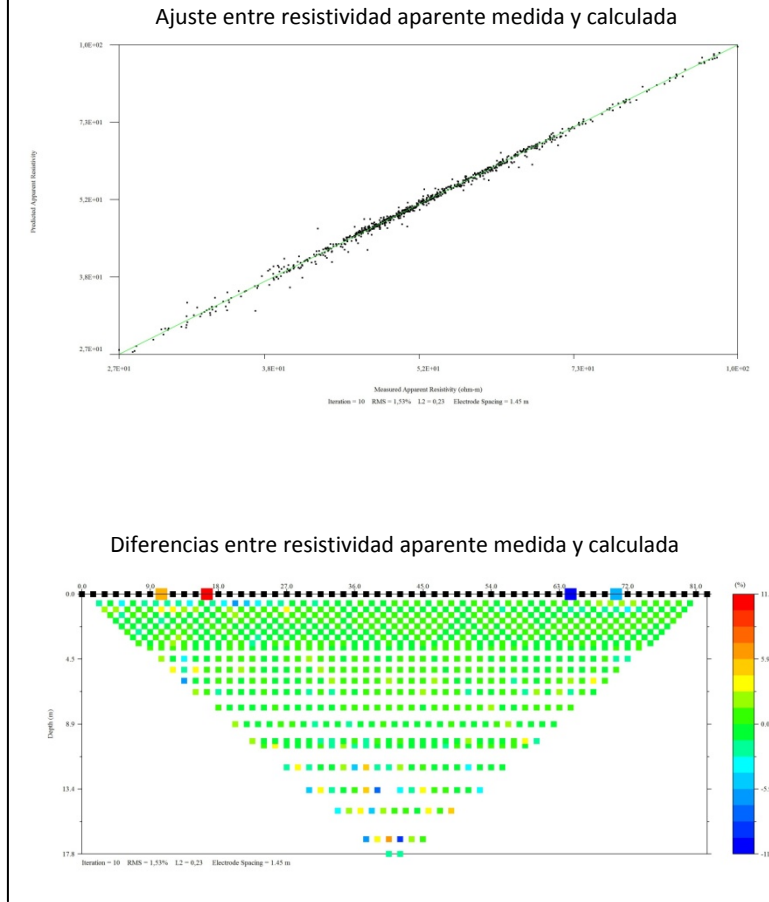 Ajuste entre resistividad aparente medida y calculada
1,0E+02
7,3E+01
5,2E+01
3,8E+01
2,7E+01
Predicted Apparent Resistivity
2,7E+01 3,8E+01 5,2E+01 7,3E+01 1,0E+02
Measured Apparent Resistivity (ohm-m)
Iteration = 10 RMS = 1,53% L2 = 0,23 Electrode Spacing = 1.45 m
Diferencias entre resistividad aparente medida y calculada
0.0 9.0 18.0 27.0 36.0 45.0 54.0 63.0 72.0 81.0 (%)
0.0
4.5
8.9
13.4
17.8
Depth (m)
0.0
Iteration = 10 RMS = 1,53% L2 = 0,23 Electrode Spacing = 1.45 m